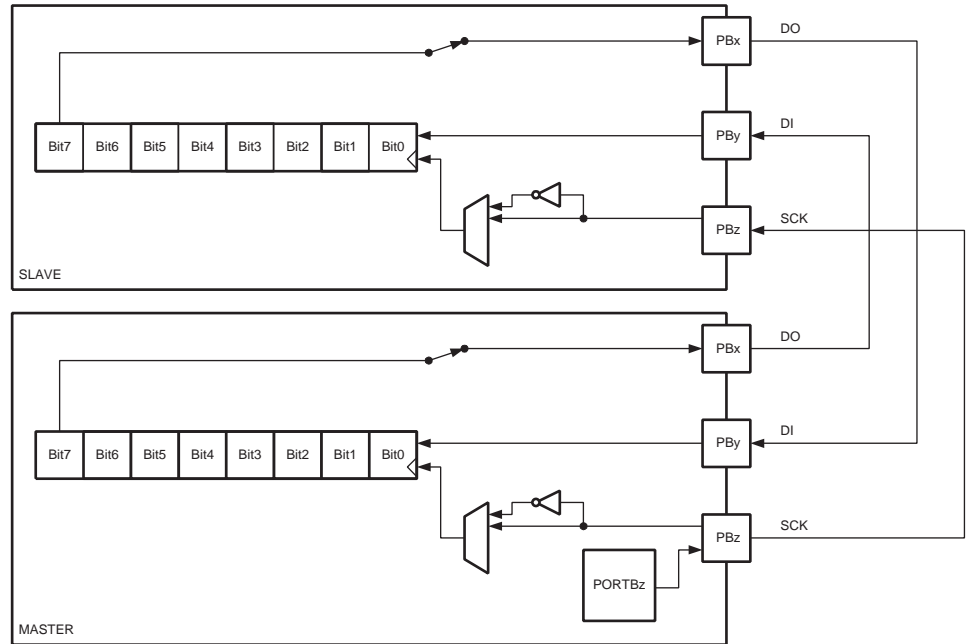 PBx DO
Bit7 Bit6 Bit5 Bit4 Bit3 Bit2 Bit1 Bit0
PBy DI
PBz SCK
SLAVE
PBx DO
Bit7 Bit6 Bit5 Bit4 Bit3 Bit2 Bit1 Bit0
PBy DI
PBz SCK
PORTBz
MASTER